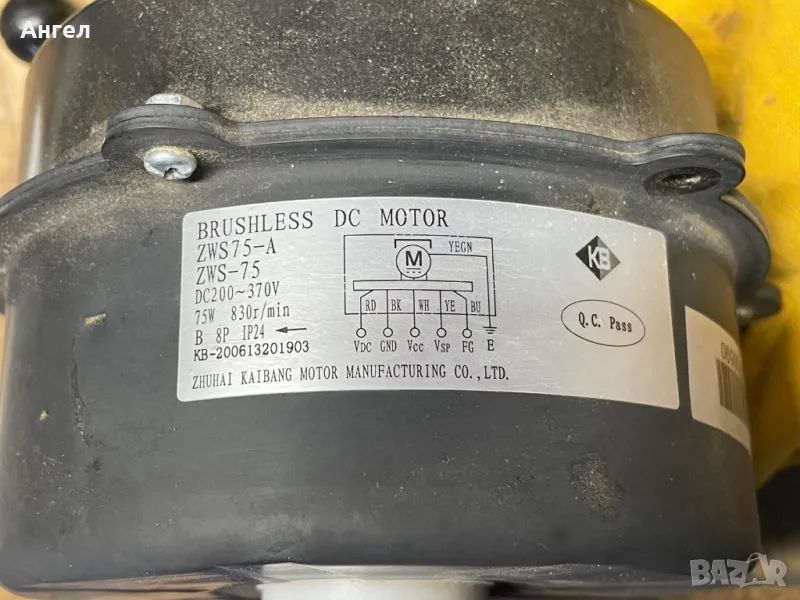 Ангел
BRUSHLESS DC MOTOR
ZWS75-A
ZWS-75
DC200~370V
75W 830r/min
B 8P IP24 ←
KB-200613201903
YEGN
M
RD BK WH YE BU
VDC GND VCC VSP FG E
KB
Q.C. Pass
ZHUHAI KAIBANG MOTOR MANUFACTURING CO.,LTD.
BAZAR